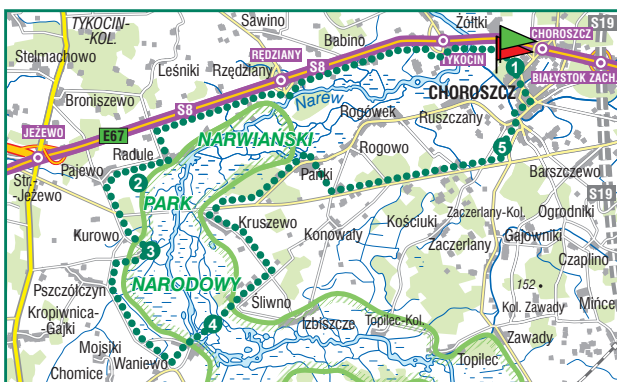 TYKOCIN-
-KOL.
Stelmachowo
Sawino
Babino
Żółtki
CHOROSZCZ
S19
RĘDZIANY
Leśniki
Rzędziany
S8
TYKOCIN
1
BIAŁYSTOK ZACH.
Broniszewo
S8
Narew
CHOROSZCZ
JEŻEWO
E67
NARWIAŃSKI
Rogówek
Ruszczany
Radule
Rogowo
5
Pajewo
Pańki
Barszczewo
Str.-
-Jeżewo
2
PARK
S19
Kruszewo
Kościuki
Zaczerlany-Kol.
Ogrodniki
Kurowo
Konowały
Zaczerlany
Gajowniki
3
Czaplino
Pszczółczyn
NARODOWY
152
Kropiwnica-
-Gajki
Śliwno
Kol. Zawady
Mińce
4
Izbiszcze
Topilec-Kol.
Mojsiki
Zawady
Waniewo
Topilec
Chomice